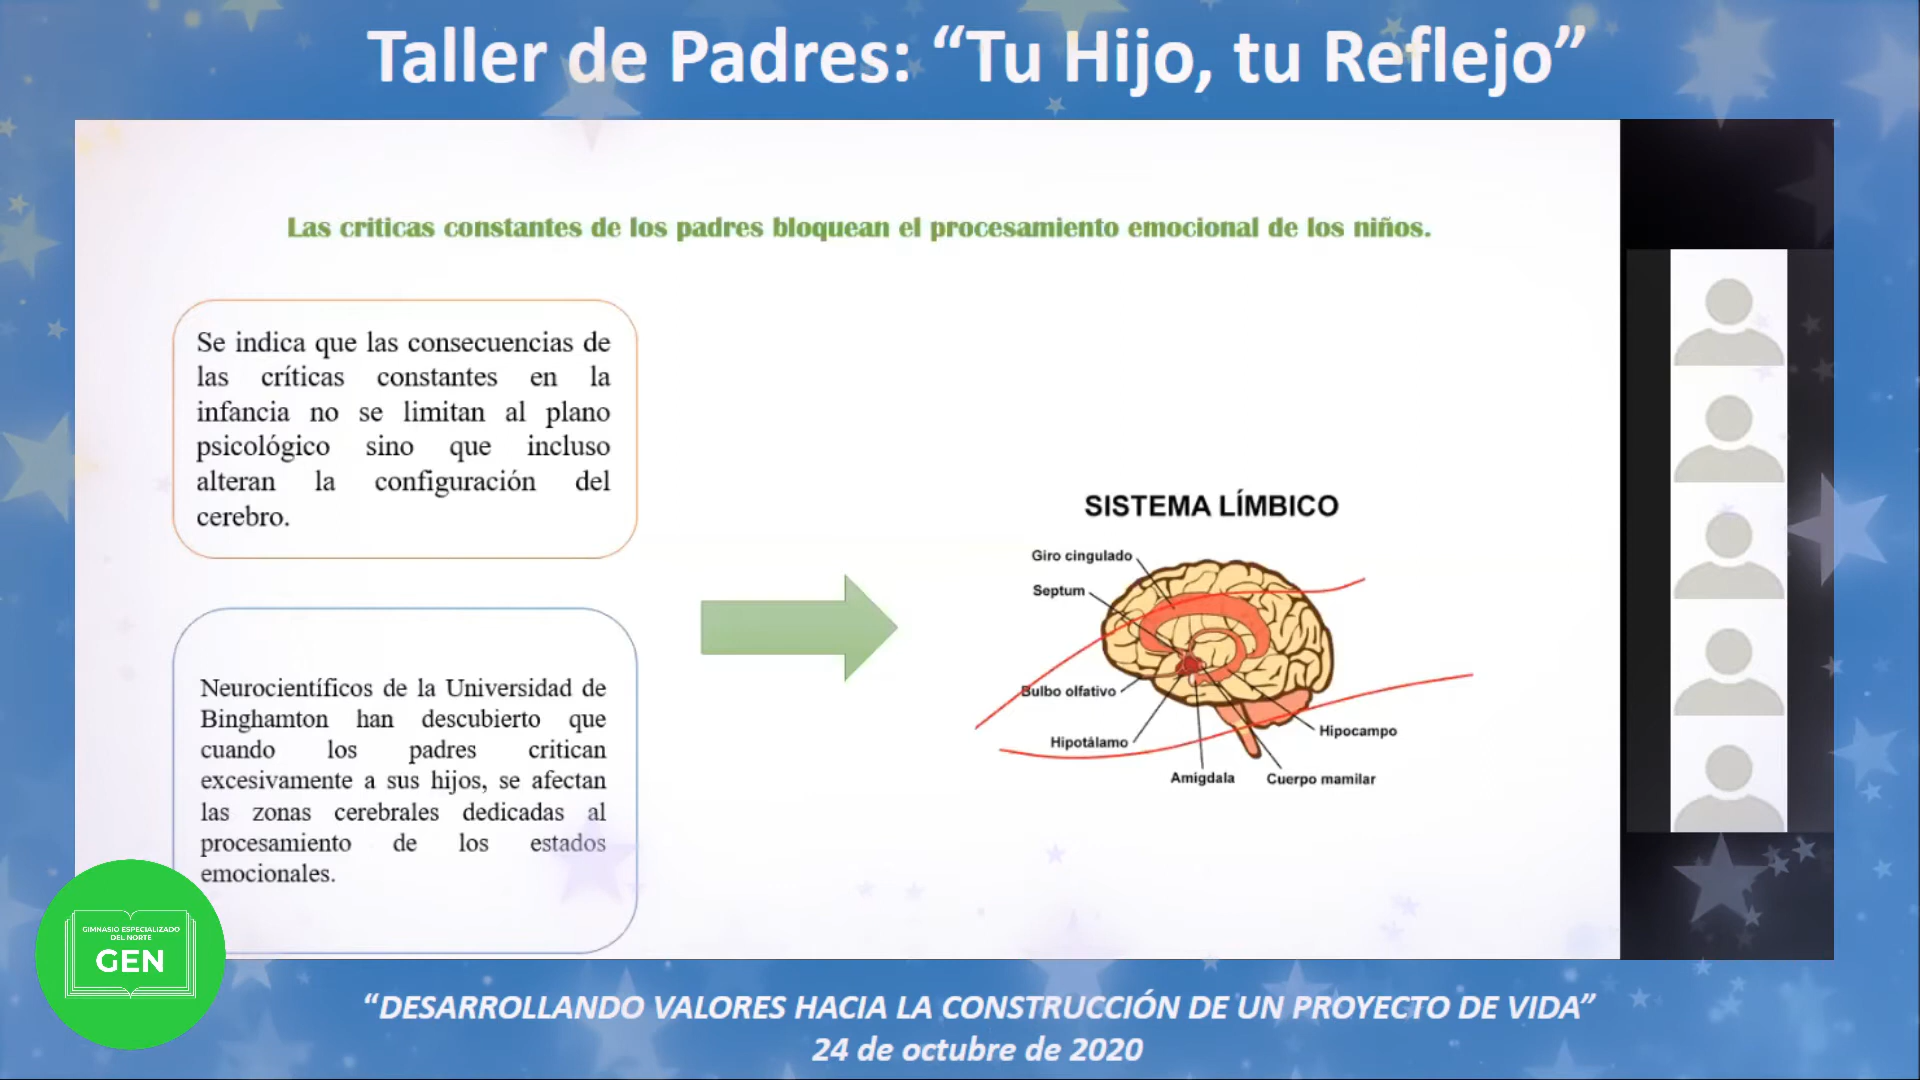 Taller de Padres: “Tu Hijo, tu Reflejo”
Las criticas constantes de los padres bloquean el procesamiento emocional de los niños.
Se indica que las consecuencias de
las críticas constantes en la
infancia no se limitan al plano
psicológico sino que incluso
alteran la configuración del
cerebro.
Neurocientíficos de la Universidad de
Binghamton han descubierto que
cuando los padres critican
excesivamente a sus hijos, se afectan
las zonas cerebrales dedicadas al
procesamiento de los estados
emocionales.
SISTEMA LÍMBICO
Giro cingulado
Septum
Bulbo olfativo
Hipotálamo
Amigdala
Cuerpo mamilar
Hipocampo
GIMNASIO ESPECIALIZADO
DEL NORTE
GEN
“DESARROLLANDO VALORES HACIA LA CONSTRUCCIÓN DE UN PROYECTO DE VIDA”
24 de octubre de 2020